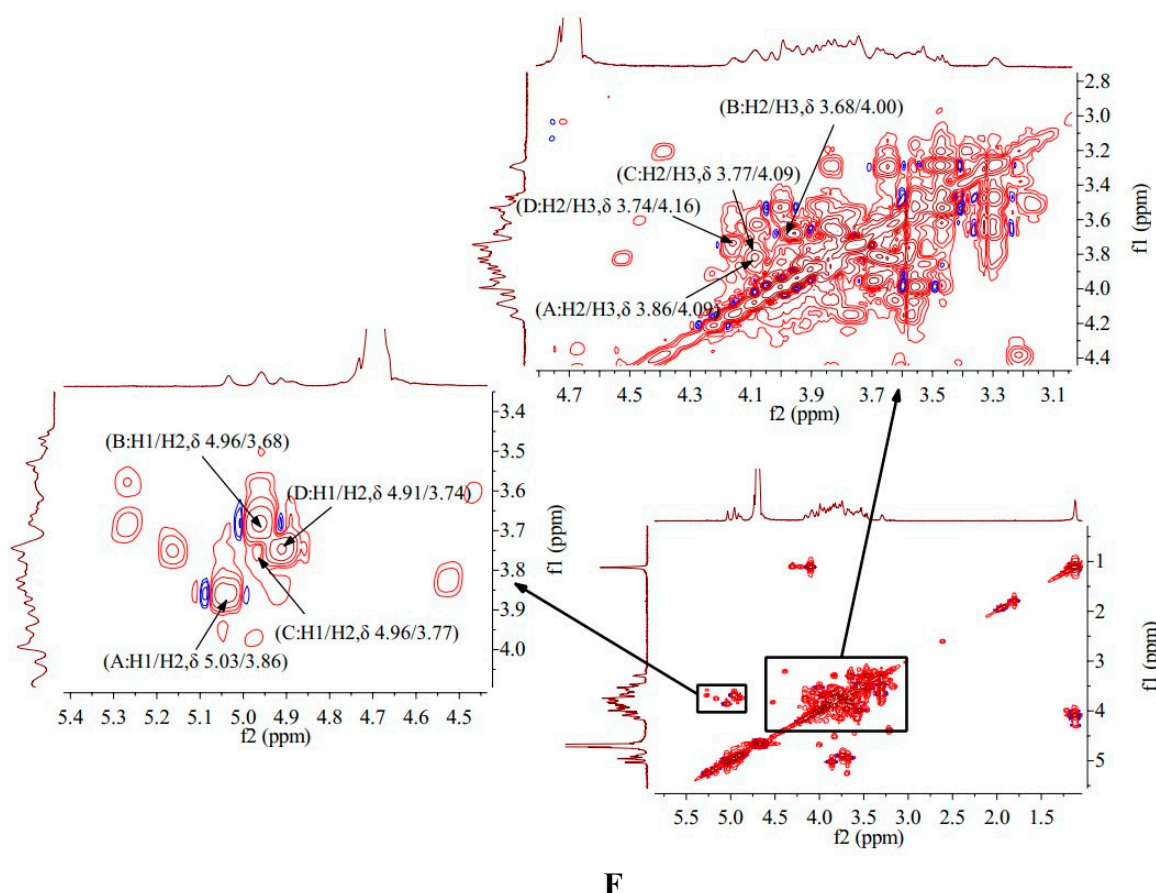 2.8
3.0
3.2
3.4
3.6
3.8
4.0
4.2
4.4
f1 (ppm)
(B:H2/H3,δ 3.68/4.00)
(C:H2/H3,δ 3.77/4.09)
(D:H2/H3,δ 3.74/4.16)
(A:H2/H3,δ 3.86/4.09)
4.7 4.5 4.3 4.1 3.9 3.7 3.5 3.3 3.1
f2 (ppm)
3.4
3.5
3.6
3.7
3.8
3.9
4.0
f1 (ppm)
(B:H1/H2,δ 4.96/3.68)
(D:H1/H2,δ 4.91/3.74)
(C:H1/H2,δ 4.96/3.77)
(A:H1/H2,δ 5.03/3.86)
5.4 5.3 5.2 5.1 5.0 4.9 4.8 4.7 4.6 4.5
f2 (ppm)
1
2
3
4
5
f1 (ppm)
5.5 5.0 4.5 4.0 3.5 3.0 2.5 2.0 1.5
f2 (ppm)
F